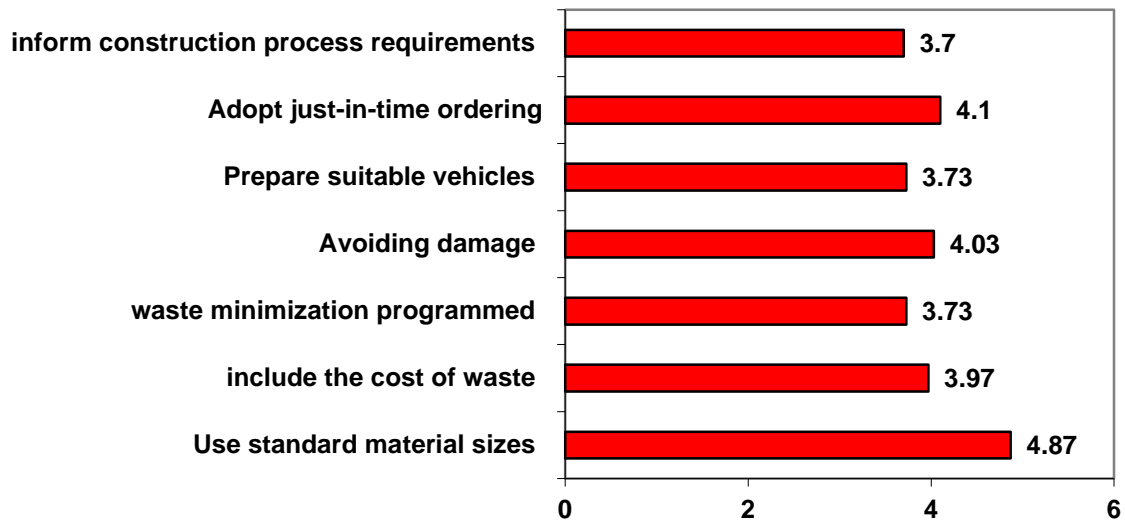 inform construction process requirements 3.7
Adopt just-in-time ordering 4.1
Prepare suitable vehicles 3.73
Avoiding damage 4.03
waste minimization programmed 3.73
include the cost of waste 3.97
Use standard material sizes 4.87
0 2 4 6